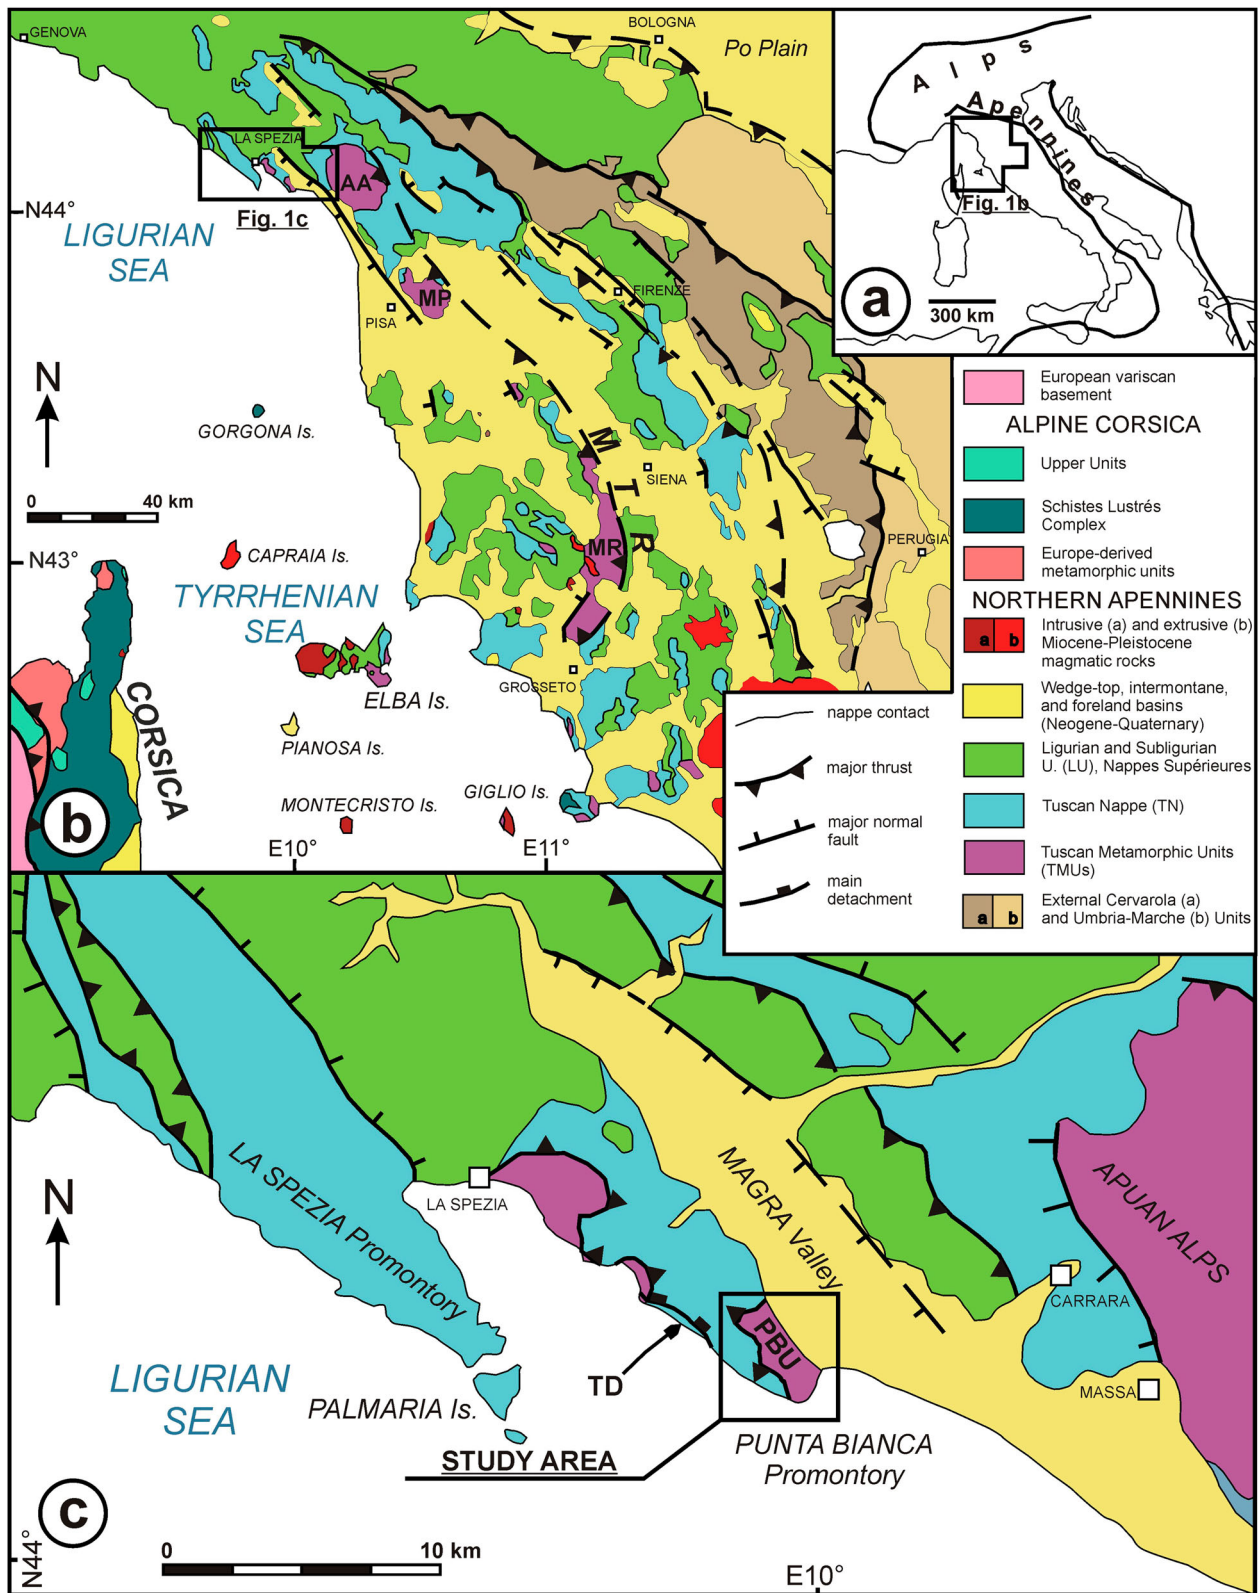 GENOVA
BOLOGNA
Po Plain
LA SPEZIA
AA
Fig. 1c
N44°
LIGURIAN
SEA
MP
PISA
FIRENZE
N
GORGONA Is.
0 40 km
M
T
R
SIENA
MR
PERUGIA
N43°
CAPRAIA Is.
TYRRHENIAN
SEA
GROSSETO
ELBA Is.
PIANOSA Is.
CORSICA
MONTECRISTO Is.
GIGLIO Is.
b
E10°
E11°
Alps
Apennines
Fig. 1b
a
300 km
European variscan
basement
ALPINE CORSICA
Upper Units
Schistes Lustrés
Complex
Europe-derived
metamorphic units
NORTHERN APENNINES
a b
Intrusive (a) and extrusive (b)
Miocene-Pleistocene
magmatic rocks
Wedge-top, intermontane,
and foreland basins
(Neogene-Quaternary)
Ligurian and Subligurian
U. (LU), Nappes Supérieures
Tuscan Nappe (TN)
Tuscan Metamorphic Units
(TMUs)
a b
External Cervarola (a)
and Umbria-Marche (b) Units
nappe contact
major thrust
major normal
fault
main
detachment
LA SPEZIA Promontory
LA SPEZIA
MAGRA Valley
APUAN ALPS
N
CARRARA
PBU
TD
LIGURIAN
SEA
PALMARIA Is.
MASSA
STUDY AREA
PUNTA BIANCA
Promontory
c
N44°
0 10 km
E10°